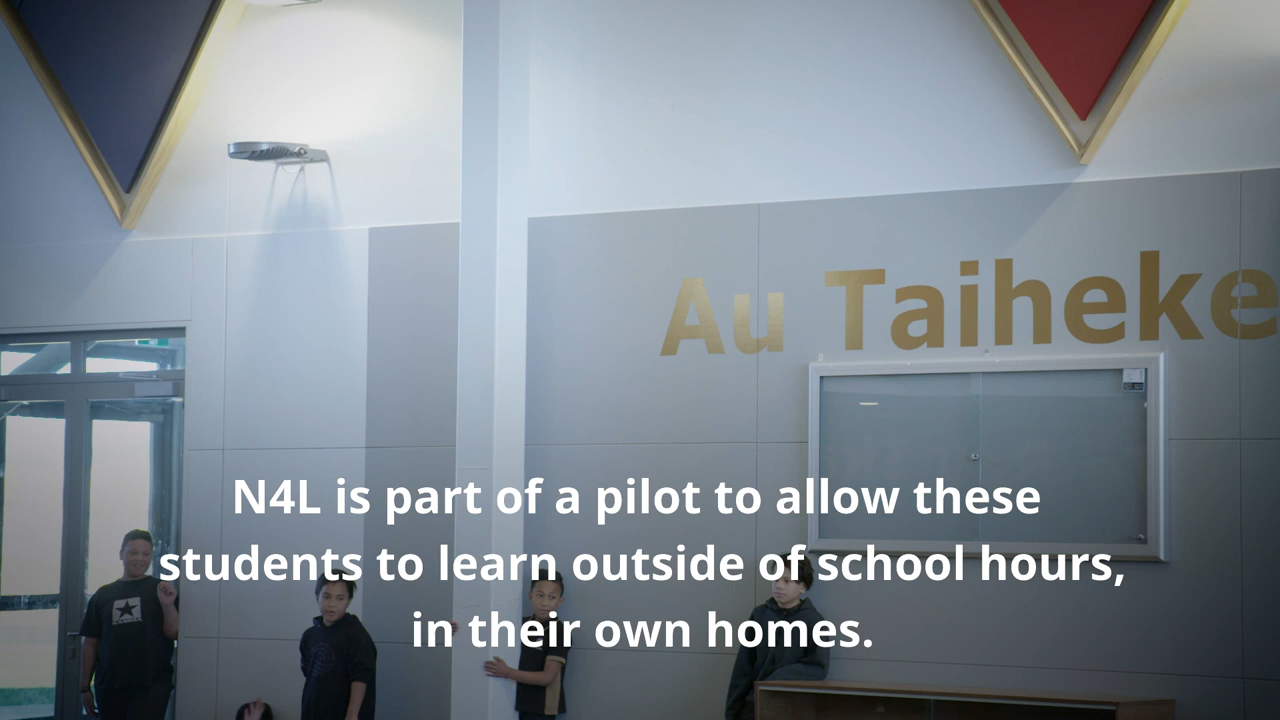 Au Taiheke
N4L is part of a pilot to allow these
students to learn outside of school hours,
in their own homes.